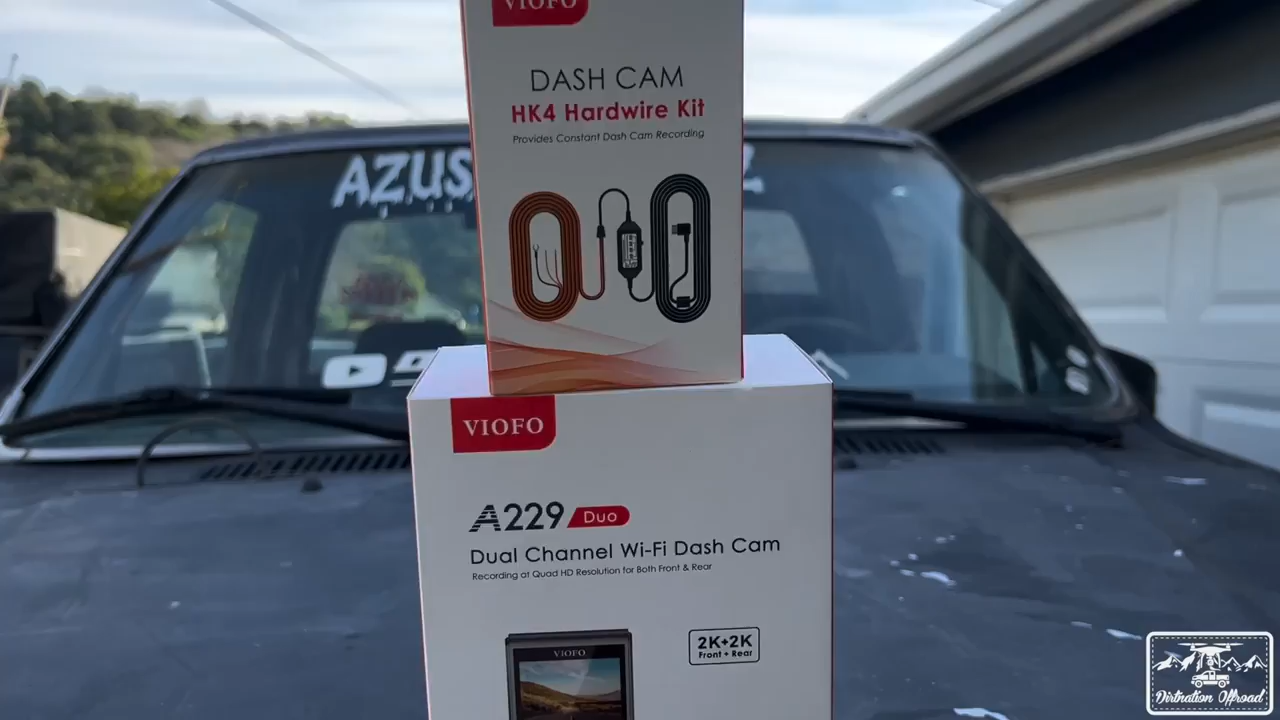 VIOFO
DASH CAM
HK4 Hardwire Kit
Provides Constant Dash Cam Recording
AZUS
VIOFO
A229 Duo
Dual Channel Wi-Fi Dash Cam
Recording at Quad HD Resolution for Both Front & Rear
2K+2K
Front + Rear
VIOFO
Dirtnation Offroad